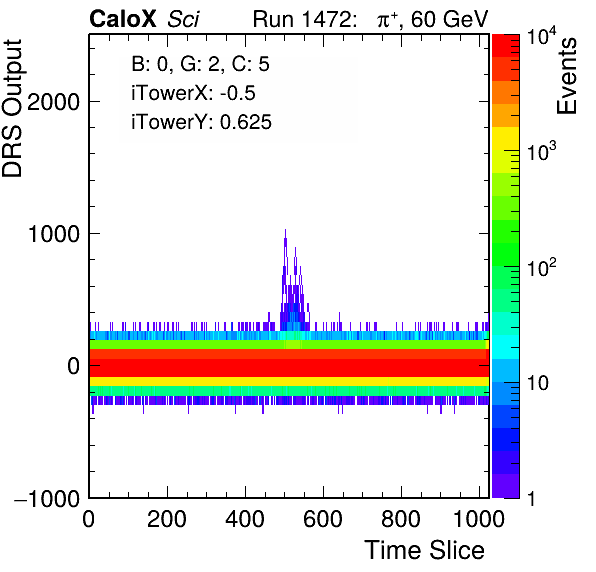 CaloX Sci Run 1472: π⁺, 60 GeV
B: 0, G: 2, C: 5
iTowerX: -0.5
iTowerY: 0.625
DRS Output
2000
1000
0
−1000
0 200 400 600 800 1000
Time Slice
Events
10⁴
10³
10²
10
1